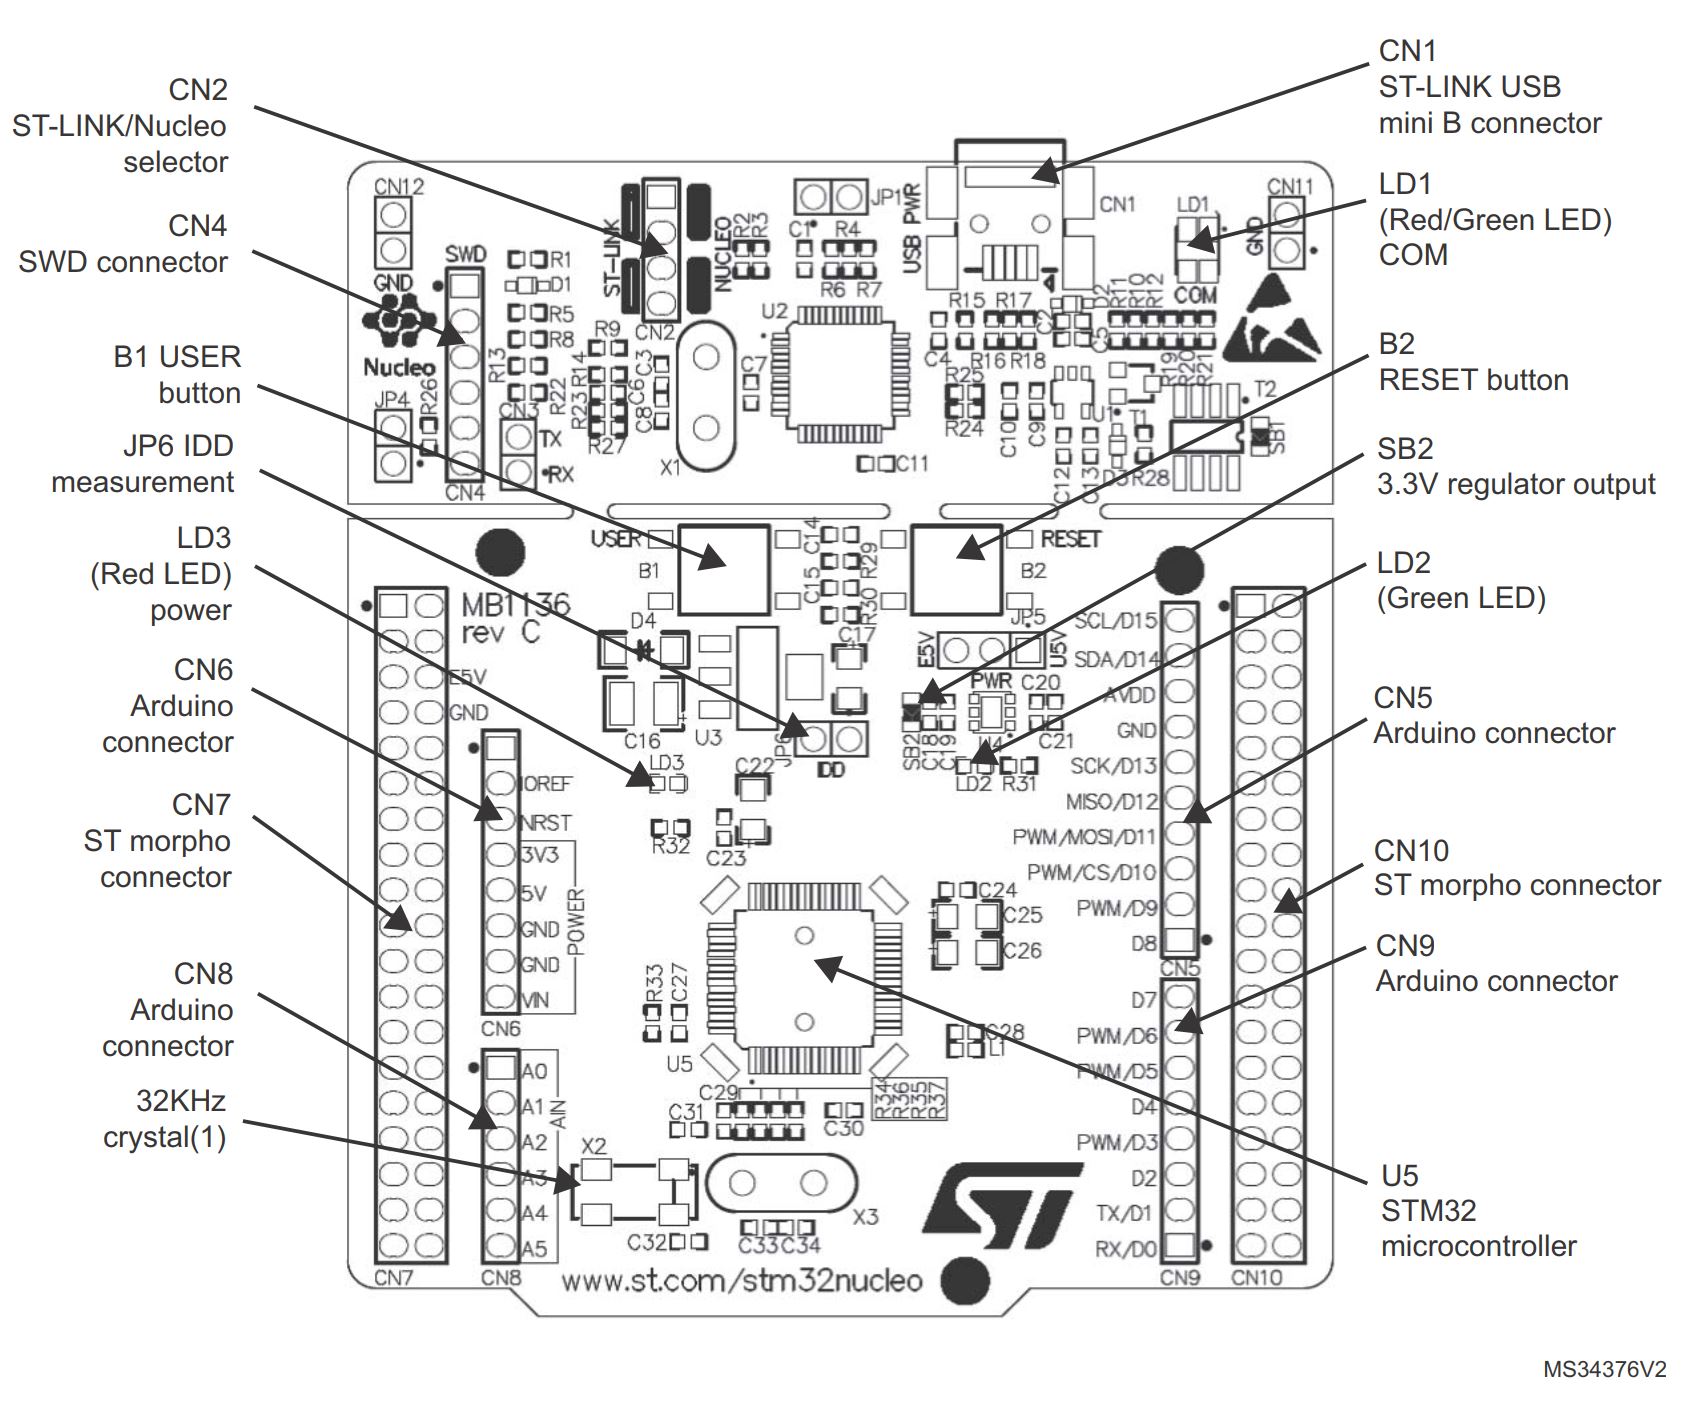 CN2
ST-LINK/Nucleo
selector
CN4
SWD connector
B1 USER
button
JP6 IDD
measurement
LD3
(Red LED)
power
CN6
Arduino
connector
CN7
ST morpho
connector
CN8
Arduino
connector
32KHz
crystal(1)
CN1
ST-LINK USB
mini B connector
LD1
(Red/Green LED)
COM
B2
RESET button
SB2
3.3V regulator output
LD2
(Green LED)
CN5
Arduino connector
CN10
ST morpho connector
CN9
Arduino connector
U5
STM32
microcontroller
CN12
GND
Nucleo
JP4
R26
SWD
CN4
R1
D1
R5
R8
R13
R22
CN3
TX
RX
ST-LINK
NUCLEO
CN2
R9
R14
R23
R27
C3
C6
C8
X1
R2
R3
JP1
C1
R4
R6
R7
U2
C7
C11
USB PWR
CN1
LD1
COM
CN11
GND
R15
R17
C4
R16
R18
C2
D2
C5
R11
R10
R12
R19
R20
R21
R25
R24
C10
C9
U1
T1
T2
SB1
C12
C13
D3
R28
USER
B1
C14
R29
C15
R30
RESET
B2
MB1136
rev C
D4
C17
JP5
E5V
U5V
PWR
E5V
GND
C16
U3
JP6
IDD
SB2
C18
C19
U4
C20
C21
LD3
C22
LD2
R31
R32
C23
IOREF
NRST
3V3
5V
GND
GND
VIN
POWER
CN6
SCL/D15
SDA/D14
AVDD
GND
SCK/D13
MISO/D12
PWM/MOSI/D11
PWM/CS/D10
PWM/D9
D8
CN5
C24
C25
C26
R33
C27
U5
C28
L1
A0
A1
A2
A3
A4
A5
AIN
CN8
D7
PWM/D6
PWM/D5
D4
PWM/D3
D2
TX/D1
RX/D0
CN9
C29
C31
C30
R34
R36
R35
R37
X2
X3
C32
C33
C34
ST
CN7
www.st.com/stm32nucleo
CN10
MS34376V2